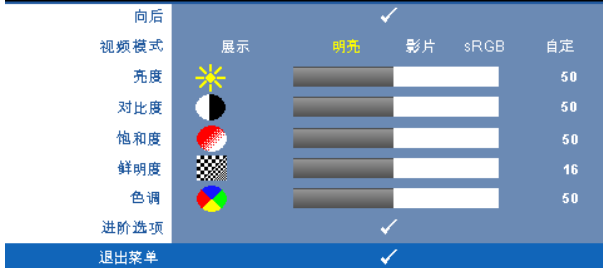 向后
视频模式 展示 明亮 影片 sRGB 自定
亮度 50
对比度 50
饱和度 50
鲜明度 16
色调 50
进阶选项
退出菜单